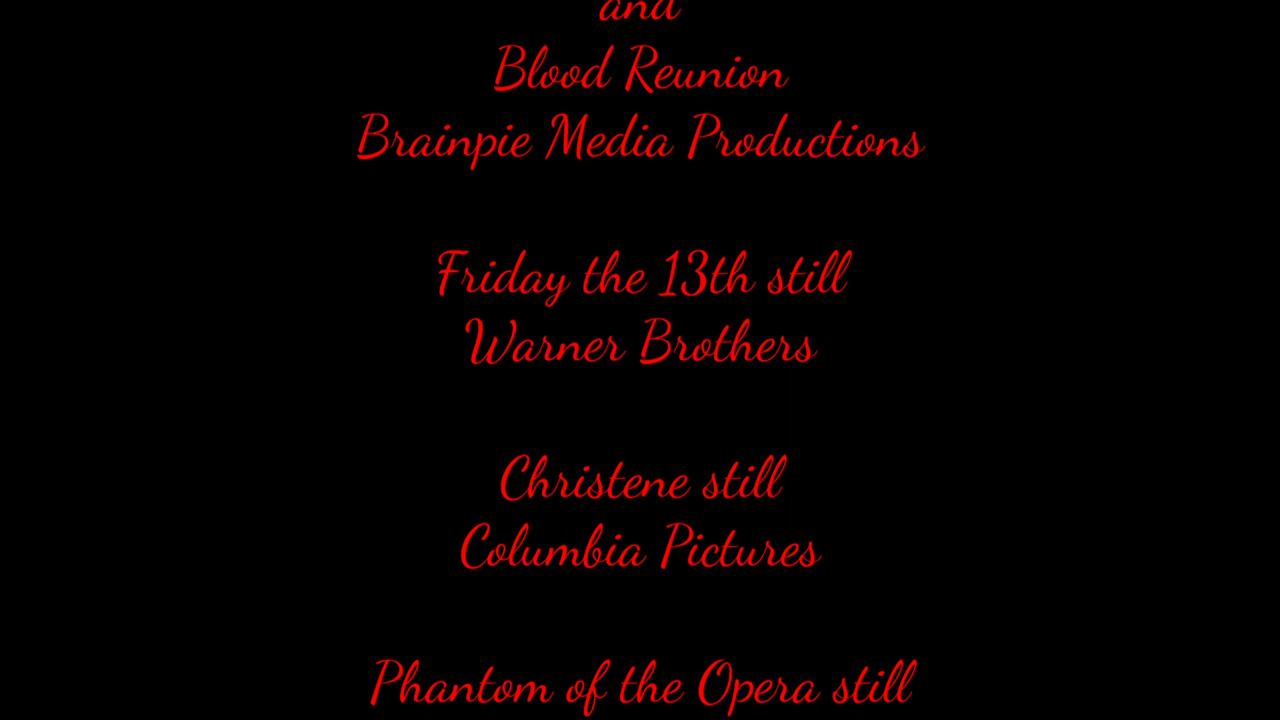 and
Blood Reunion
Brainpie Media Productions
Friday the 13th still
Warner Brothers
Christene still
Columbia Pictures
Phantom of the Opera still